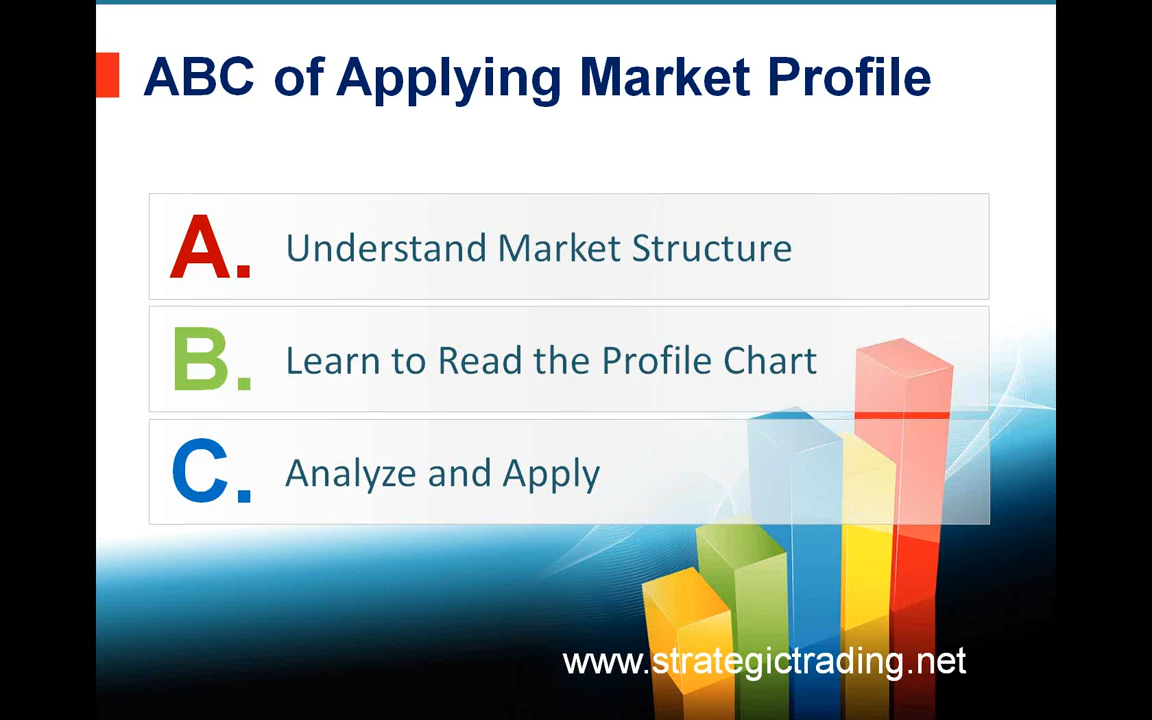 ABC of Applying Market Profile
A. Understand Market Structure
B. Learn to Read the Profile Chart
C. Analyze and Apply
www.strategictrading.net